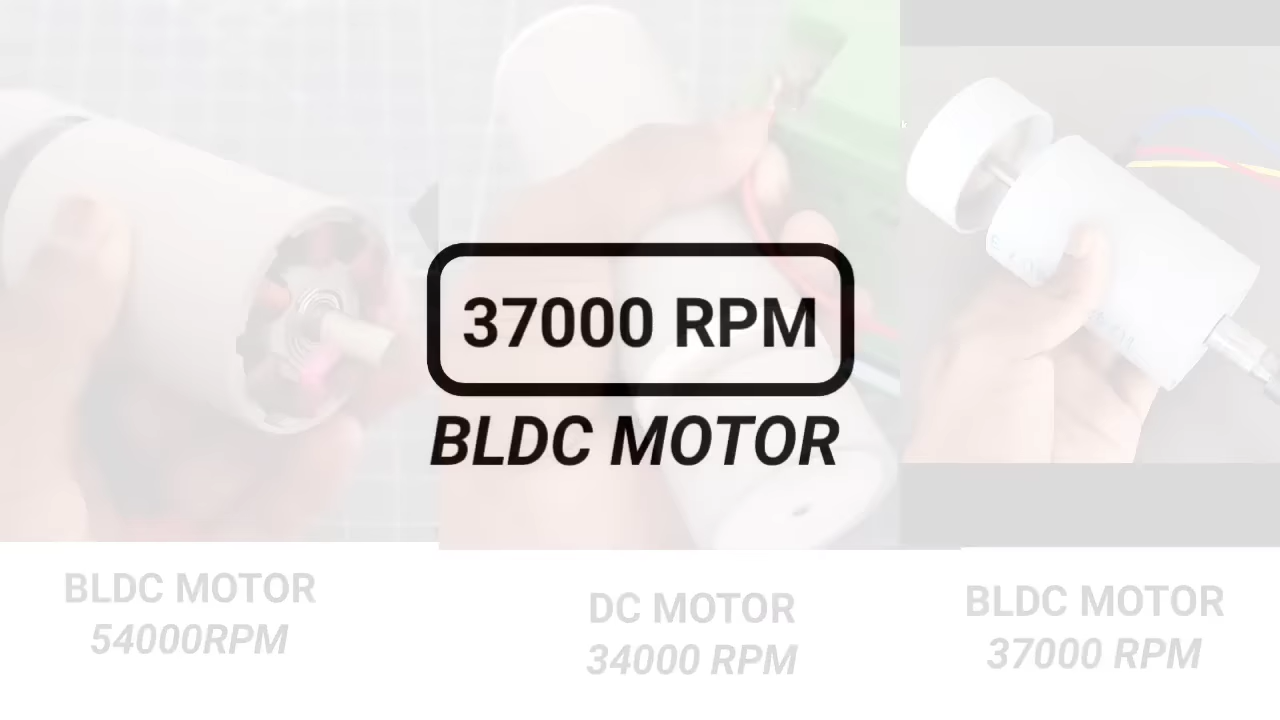 37000 RPM
BLDC MOTOR
BLDC MOTOR
54000RPM
DC MOTOR
34000 RPM
BLDC MOTOR
37000 RPM